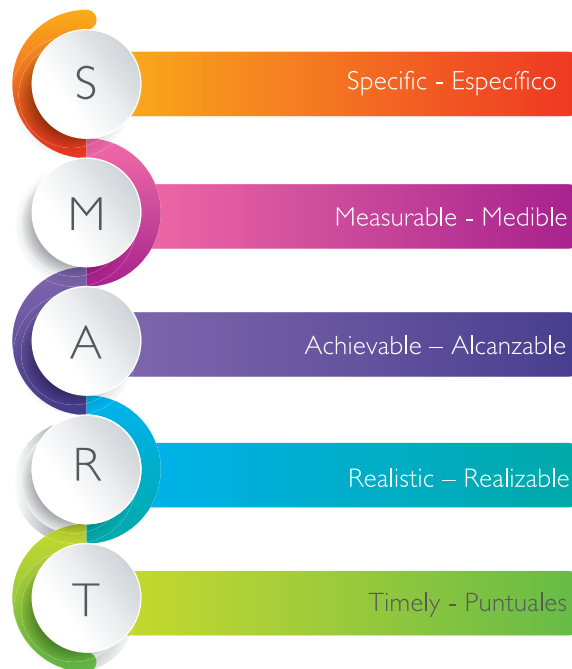 S
Specific - Específico
M
Measurable - Medible
A
Achievable – Alcanzable
R
Realistic – Realizable
T
Timely - Puntuales